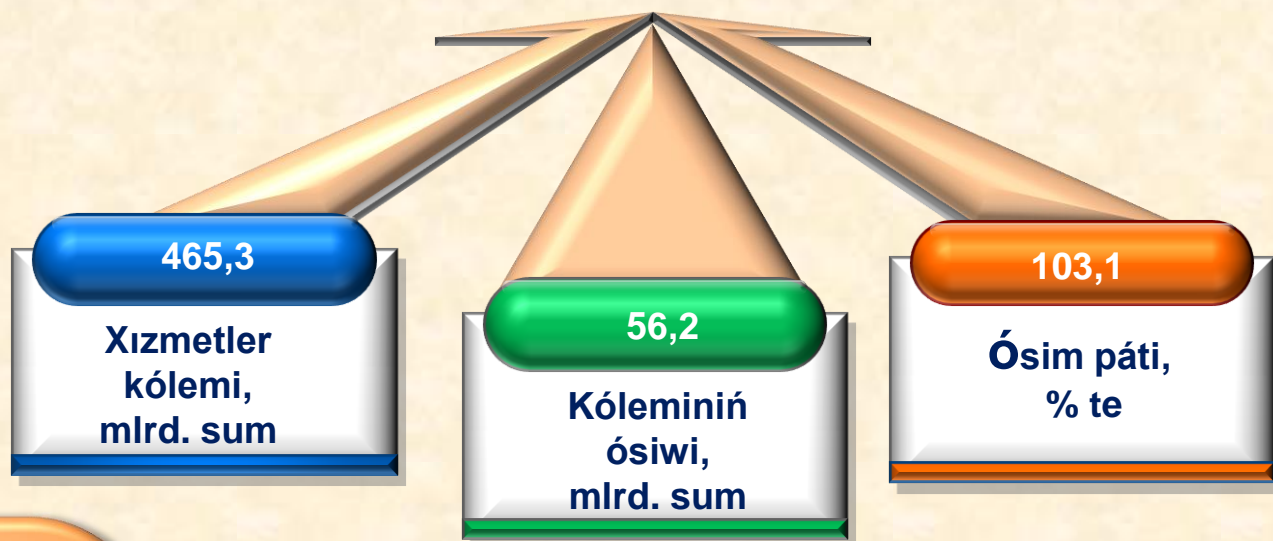 465,3
Xızmetler
kólemi,
mlrd. sum
56,2
Kóleminiń
ósiwi,
mlrd. sum
103,1
Ósim páti,
% te